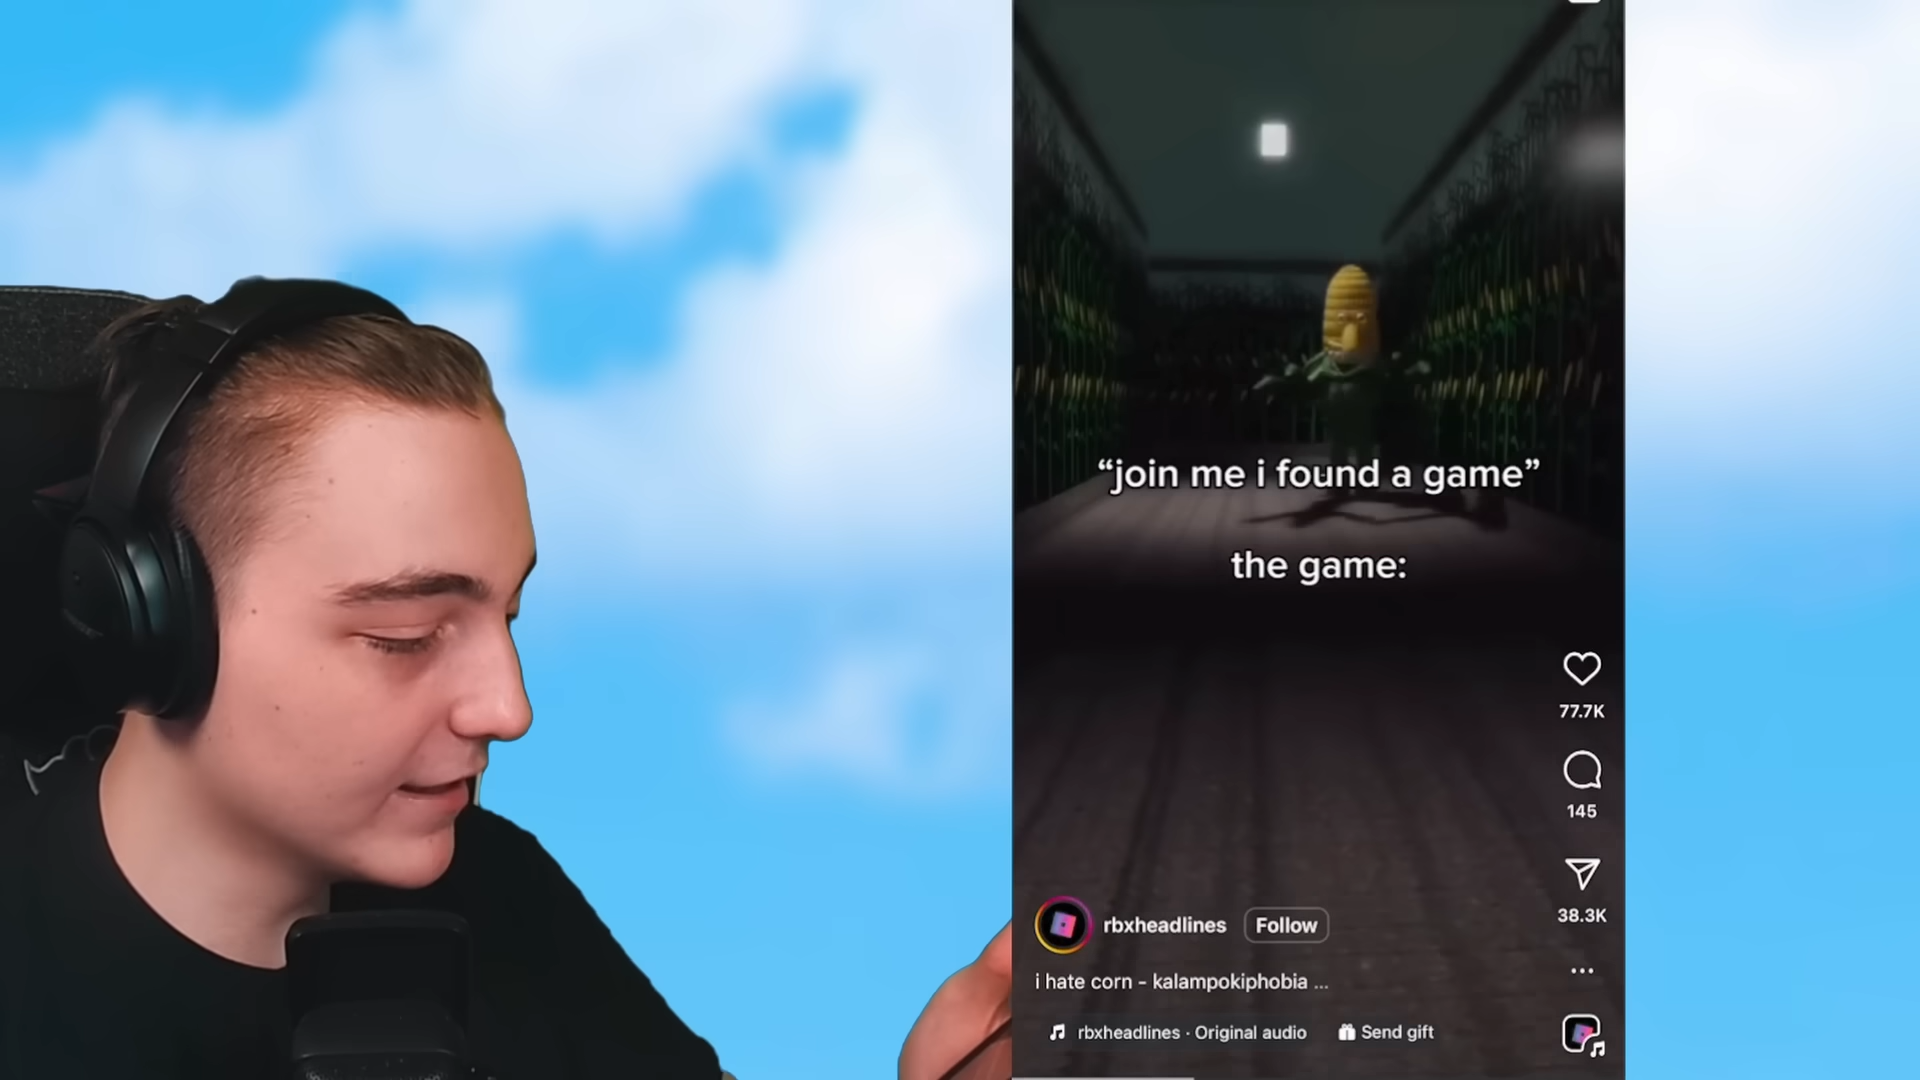 “join me i found a game”
the game:
77.7K
145
38.3K
rbxheadlines
Follow
i hate corn - kalampokiphobia ...
rbxheadlines · Original audio
Send gift